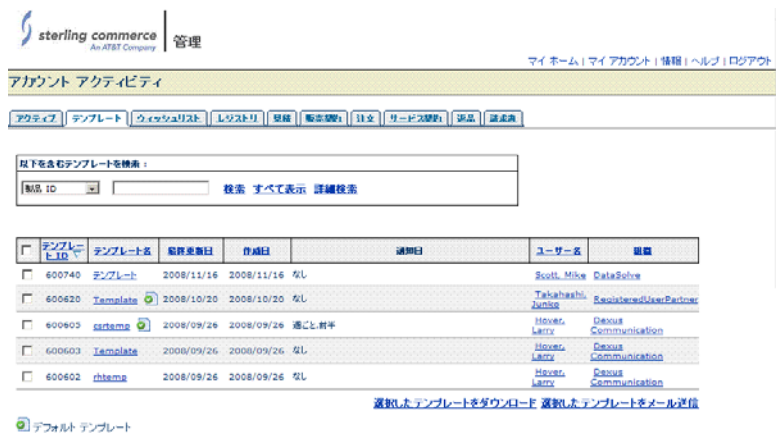 sterling commerce
An AT&T Company
管理
マイ ホーム | マイ アカウント | 情報 | ヘルプ | ログアウト
アカウント アクティビティ
アクティブ テンプレート ウィッシュリスト レジストリ 見積 販売契約 注文 サービス契約 返品 請求書
以下を含むテンプレートを検索 :
製品 ID 検索 すべて表示 詳細検索
テンプレート ID テンプレート名 最終更新日 作成日 通知日 ユーザー名 組織
600740 テンプレート 2008/11/16 2008/11/16 なし Scott, Mike DataSolve
600620 Template 2008/10/20 2008/10/20 なし Takahashi, Junko RegisteredUserPartner
600605 csrtemp 2008/09/26 2008/09/26 週ごと,前半 Hover, Larry Dexus Communication
600603 Template 2008/09/26 2008/09/26 なし Hover, Larry Dexus Communication
600602 rhtemp 2008/09/26 2008/09/26 なし Hover, Larry Dexus Communication
選択したテンプレートをダウンロード 選択したテンプレートをメール送信
デフォルト テンプレート